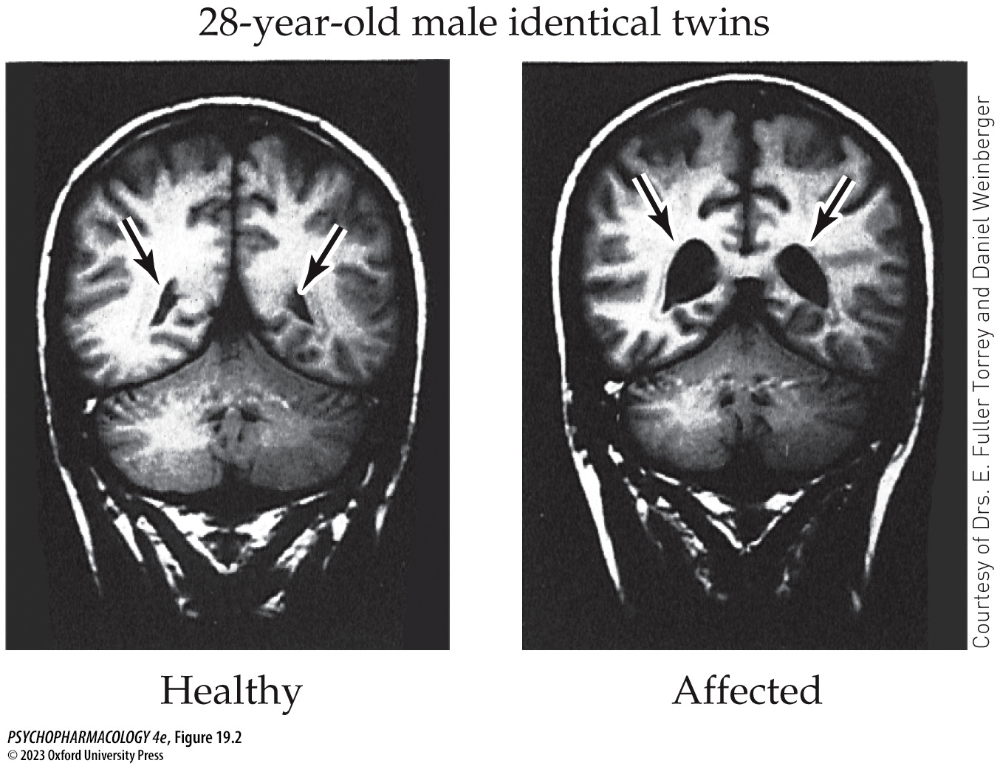 28-year-old male identical twins
Courtesy of Drs. E. Fuller Torrey and Daniel Weinberger
Healthy
Affected
PSYCHOPHARMACOLOGY 4e, Figure 19.2
© 2023 Oxford University Press